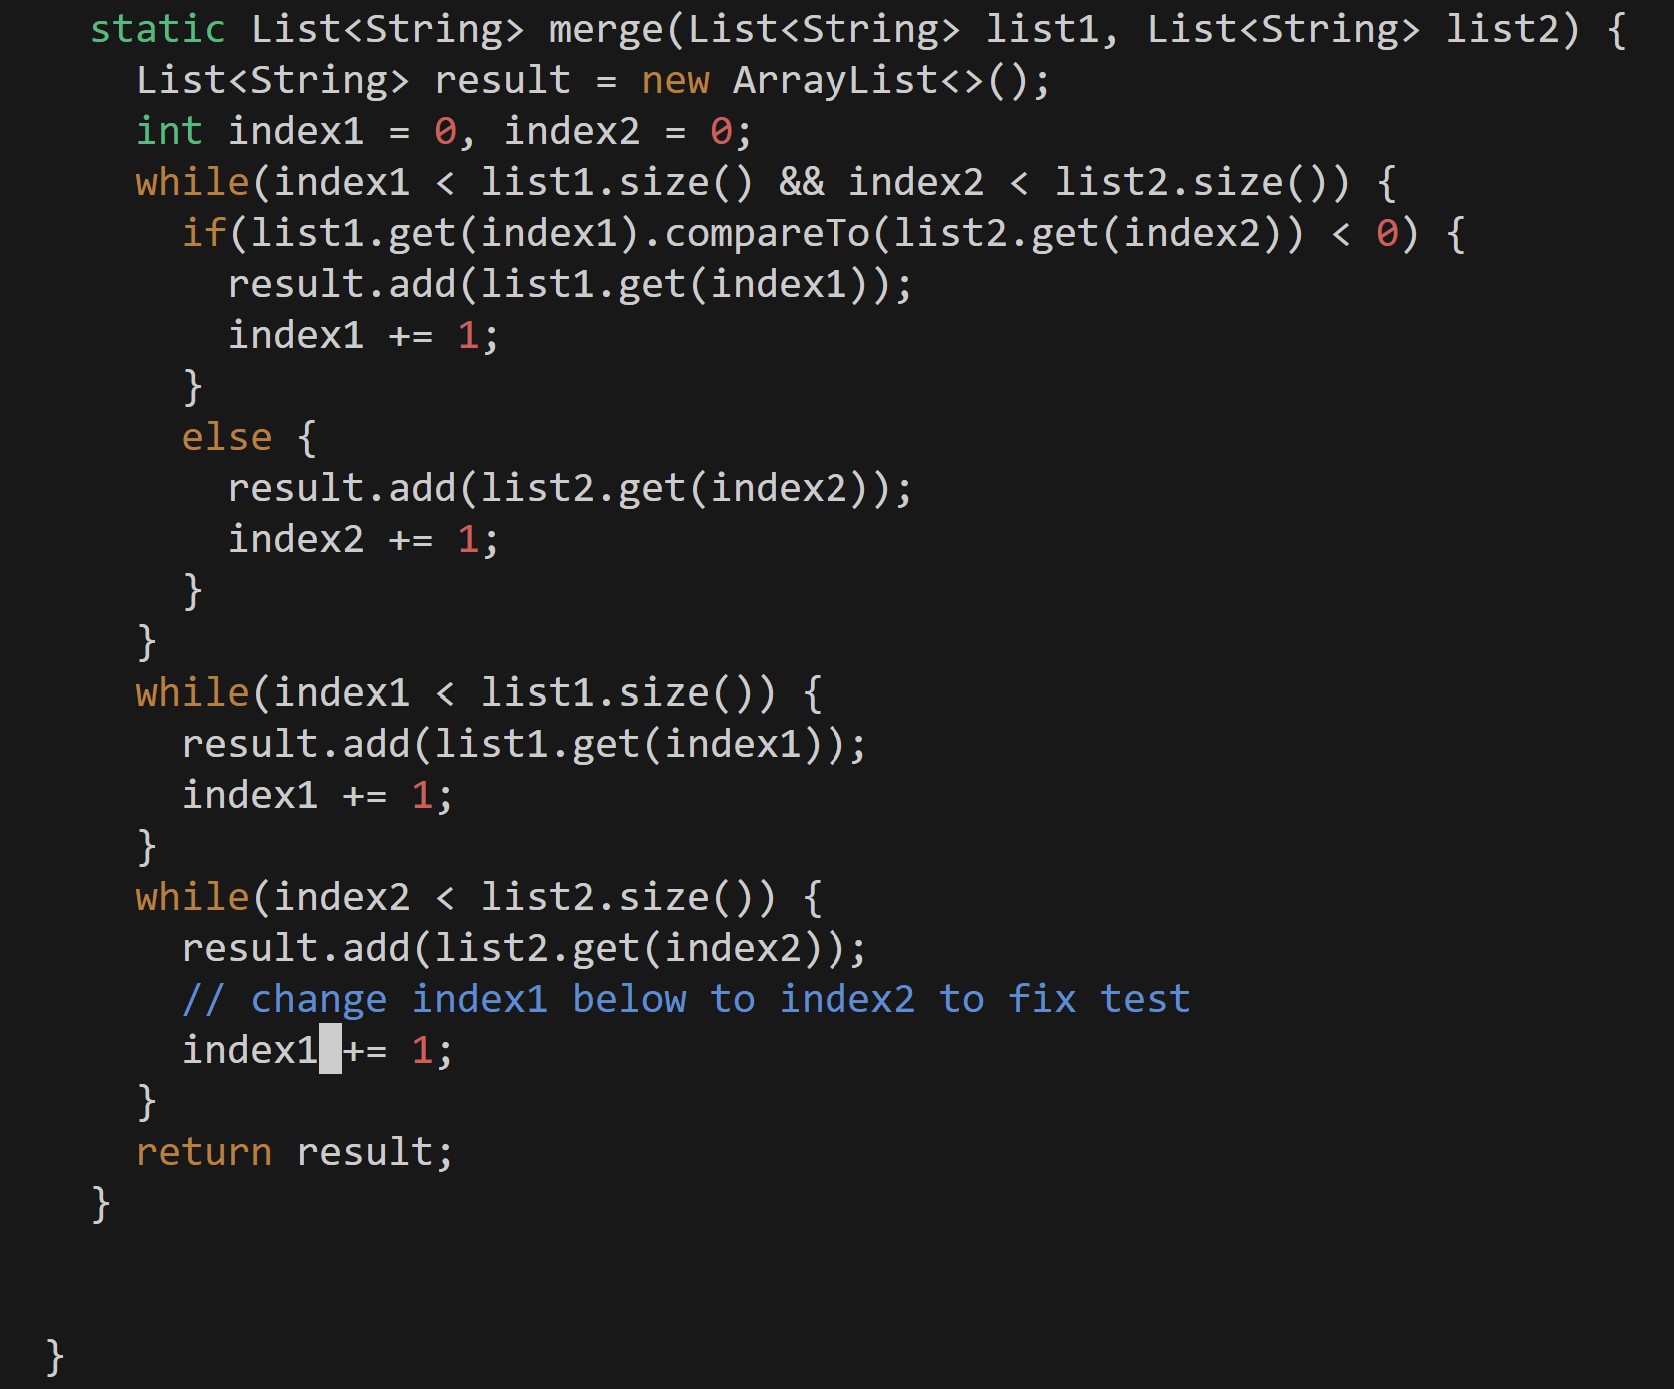 static List<String> merge(List<String> list1, List<String> list2) {
List<String> result = new ArrayList<>();
int index1 = 0, index2 = 0;
while(index1 < list1.size() && index2 < list2.size()) {
if(list1.get(index1).compareTo(list2.get(index2)) < 0) {
result.add(list1.get(index1));
index1 += 1;
}
else {
result.add(list2.get(index2));
index2 += 1;
}
}
while(index1 < list1.size()) {
result.add(list1.get(index1));
index1 += 1;
}
while(index2 < list2.size()) {
result.add(list2.get(index2));
// change index1 below to index2 to fix test
index1 += 1;
}
return result;
}
}